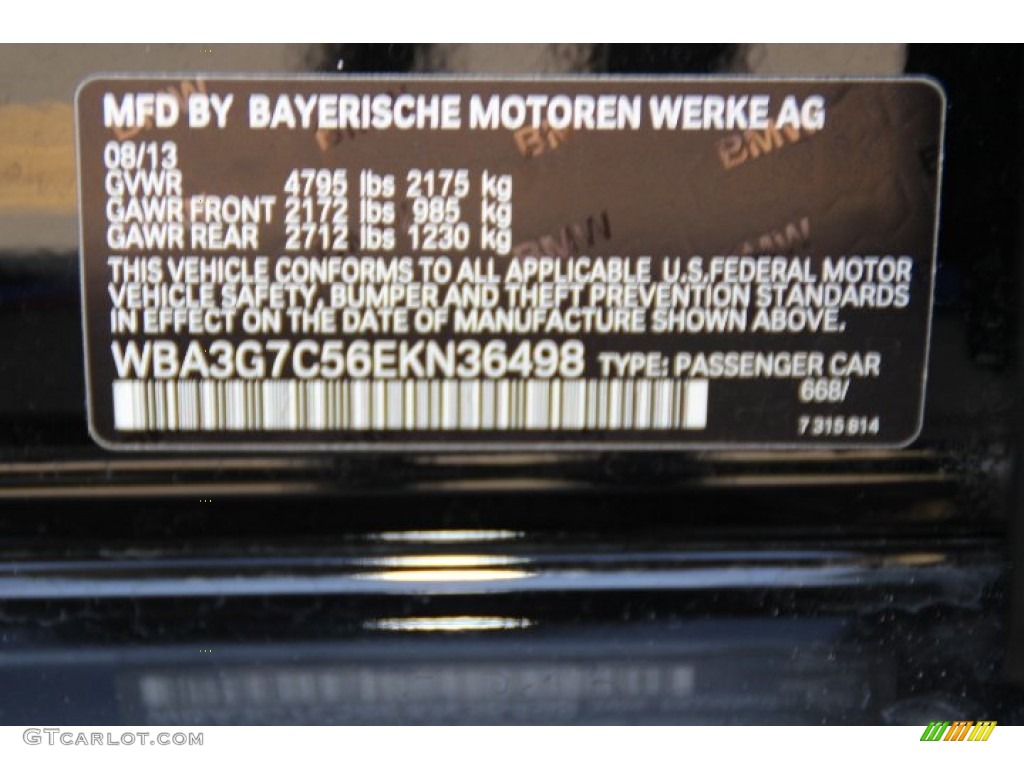 MFD BY BAYERISCHE MOTOREN WERKE AG
08/13
GVWR 4795 lbs 2175 kg
GAWR FRONT 2172 lbs 985 kg
GAWR REAR 2712 lbs 1230 kg
THIS VEHICLE CONFORMS TO ALL APPLICABLE U.S.FEDERAL MOTOR
VEHICLE SAFETY, BUMPER AND THEFT PREVENTION STANDARDS
IN EFFECT ON THE DATE OF MANUFACTURE SHOWN ABOVE.
WBA3G7C56EKN36498 TYPE: PASSENGER CAR
668/
7 315 814
GTCARLOT.COM